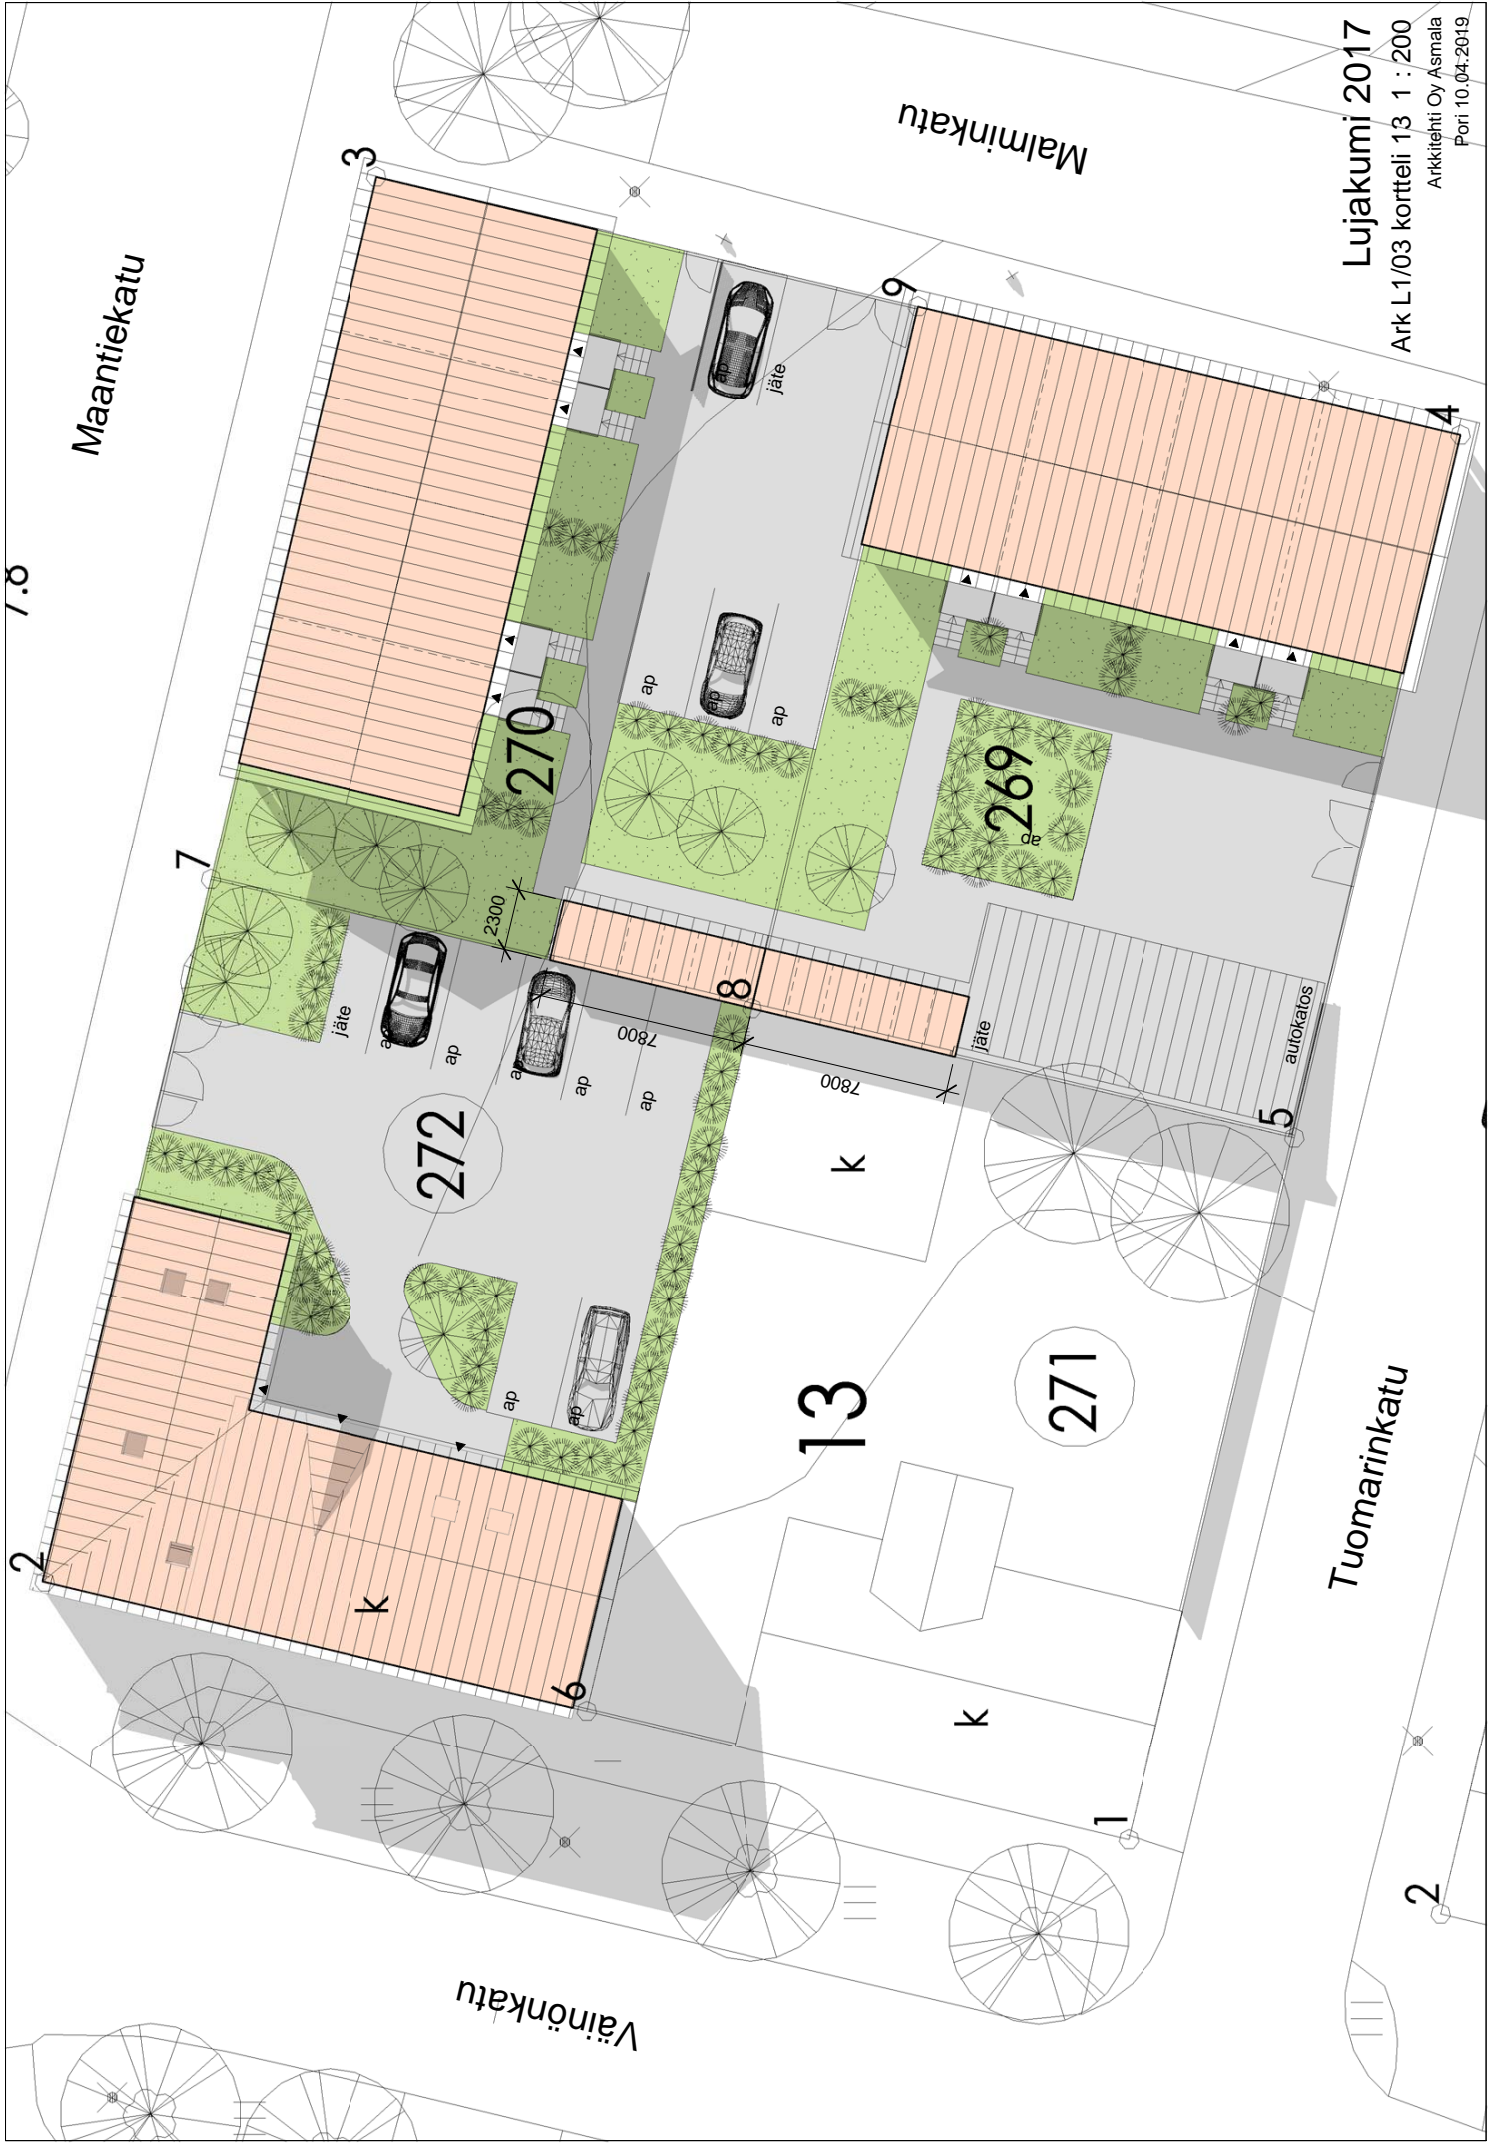 Lujakumi 2017
Ark L1/03 kortteli 13 1 : 200
Arkkitehti Oy Asmala
Pori 10.04.2019
Maantiekatu
Malminkatu
3
9
4
7
270
ap
jäte
ap
ap
ap
269
ap
2300
8
7800
7800
jäte
autokatos
5
jäte
ap
ap
ap
ap
272
k
ap
ap
13
271
2
k
6
k
1
Tuomarinkatu
2
Väinönkatu